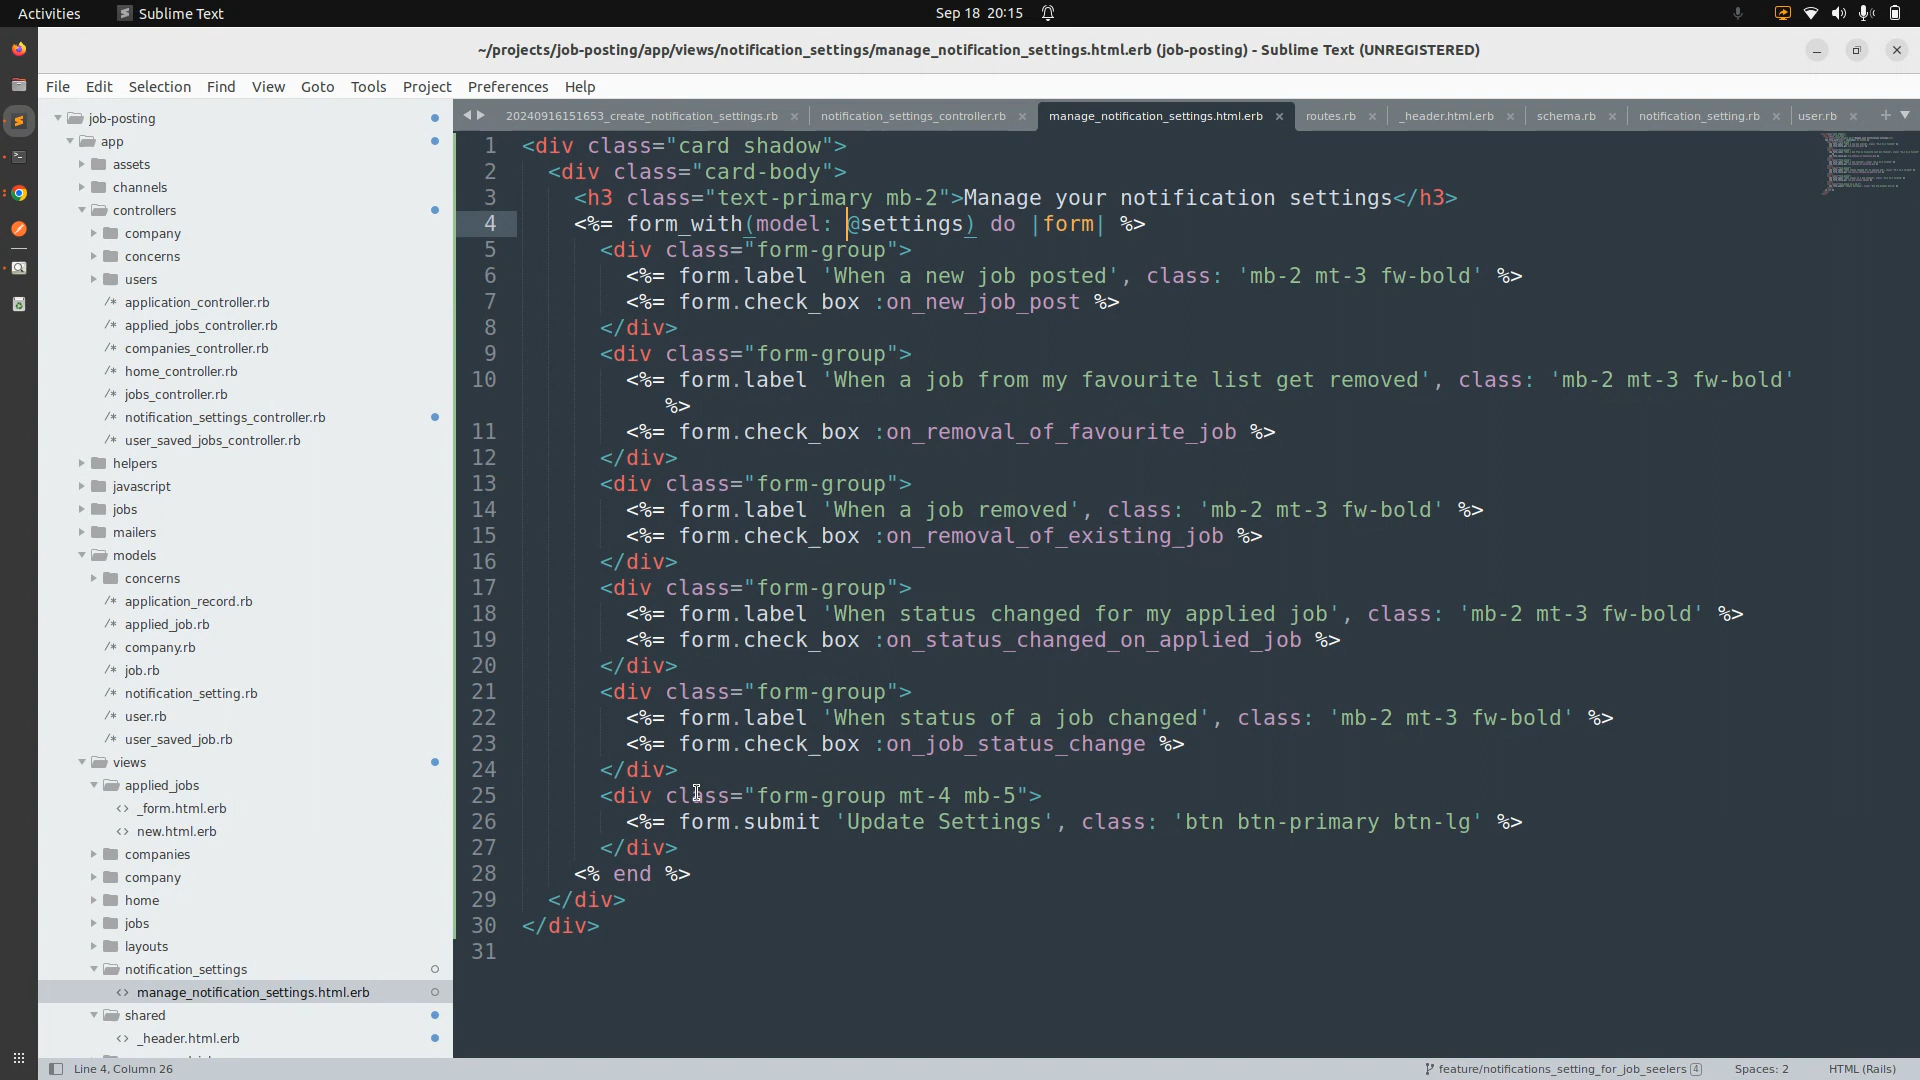 Activities
Sublime Text
Sep 18 20:15
~/projects/job-posting/app/views/notification_settings/manage_notification_settings.html.erb (job-posting) - Sublime Text (UNREGISTERED)
File Edit Selection Find View Goto Tools Project Preferences Help
job-posting
app
assets
channels
controllers
company
concerns
users
/* application_controller.rb
/* applied_jobs_controller.rb
/* companies_controller.rb
/* home_controller.rb
/* jobs_controller.rb
/* notification_settings_controller.rb
/* user_saved_jobs_controller.rb
helpers
javascript
jobs
mailers
models
concerns
/* application_record.rb
/* applied_job.rb
/* company.rb
/* job.rb
/* notification_setting.rb
/* user.rb
/* user_saved_job.rb
views
applied_jobs
<> _form.html.erb
<> new.html.erb
companies
company
home
jobs
layouts
notification_settings
<> manage_notification_settings.html.erb
shared
<> _header.html.erb
20240916151653_create_notification_settings.rb
notification_settings_controller.rb
manage_notification_settings.html.erb
routes.rb
_header.html.erb
schema.rb
notification_setting.rb
user.rb
1 <div class="card shadow">
2 <div class="card-body">
3 <h3 class="text-primary mb-2">Manage your notification settings</h3>
4 <%= form_with(model: @settings) do |form| %>
5 <div class="form-group">
6 <%= form.label 'When a new job posted', class: 'mb-2 mt-3 fw-bold' %>
7 <%= form.check_box :on_new_job_post %>
8 </div>
9 <div class="form-group">
10 <%= form.label 'When a job from my favourite list get removed', class: 'mb-2 mt-3 fw-bold'
%>
11 <%= form.check_box :on_removal_of_favourite_job %>
12 </div>
13 <div class="form-group">
14 <%= form.label 'When a job removed', class: 'mb-2 mt-3 fw-bold' %>
15 <%= form.check_box :on_removal_of_existing_job %>
16 </div>
17 <div class="form-group">
18 <%= form.label 'When status changed for my applied job', class: 'mb-2 mt-3 fw-bold' %>
19 <%= form.check_box :on_status_changed_on_applied_job %>
20 </div>
21 <div class="form-group">
22 <%= form.label 'When status of a job changed', class: 'mb-2 mt-3 fw-bold' %>
23 <%= form.check_box :on_job_status_change %>
24 </div>
25 <div class="form-group mt-4 mb-5">
26 <%= form.submit 'Update Settings', class: 'btn btn-primary btn-lg' %>
27 </div>
28 <% end %>
29 </div>
30 </div>
31
Line 4, Column 26
feature/notifications_setting_for_job_seelers 4
Spaces: 2
HTML (Rails)